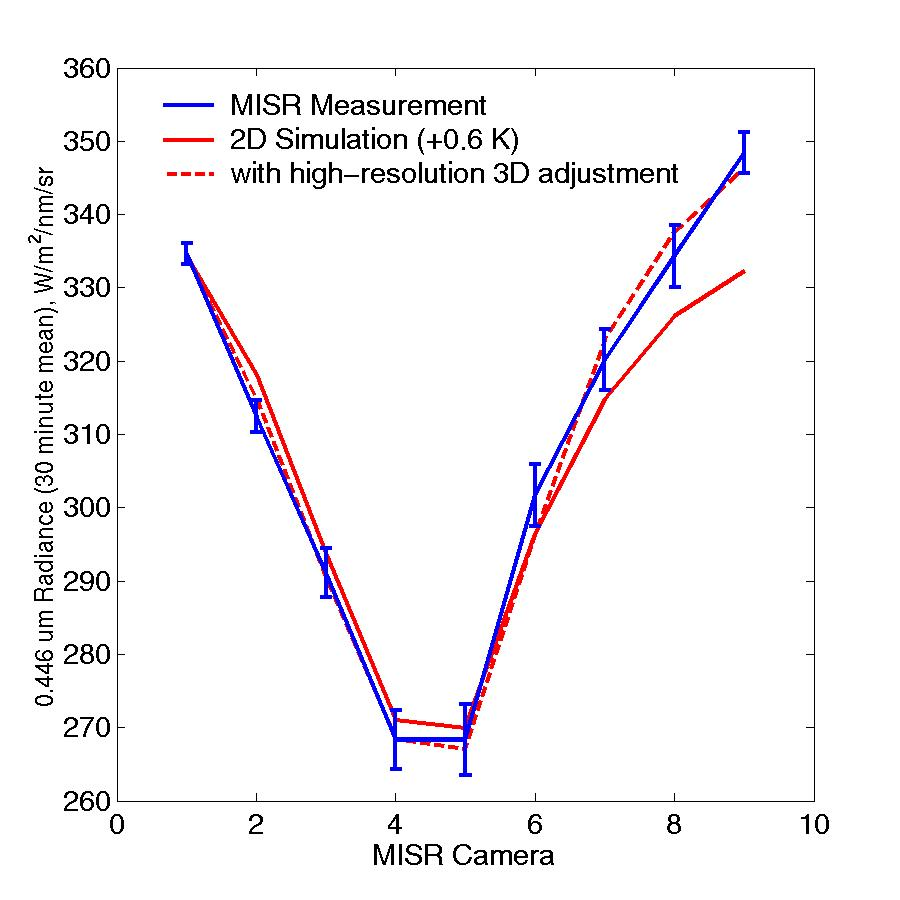 MISR Measurement
2D Simulation (+0.6 K)
with high-resolution 3D adjustment
0.446 um Radiance (30 minute mean), W/m²/nm/sr
360
350
340
330
320
310
300
290
280
270
260
0 2 4 6 8 10
MISR Camera